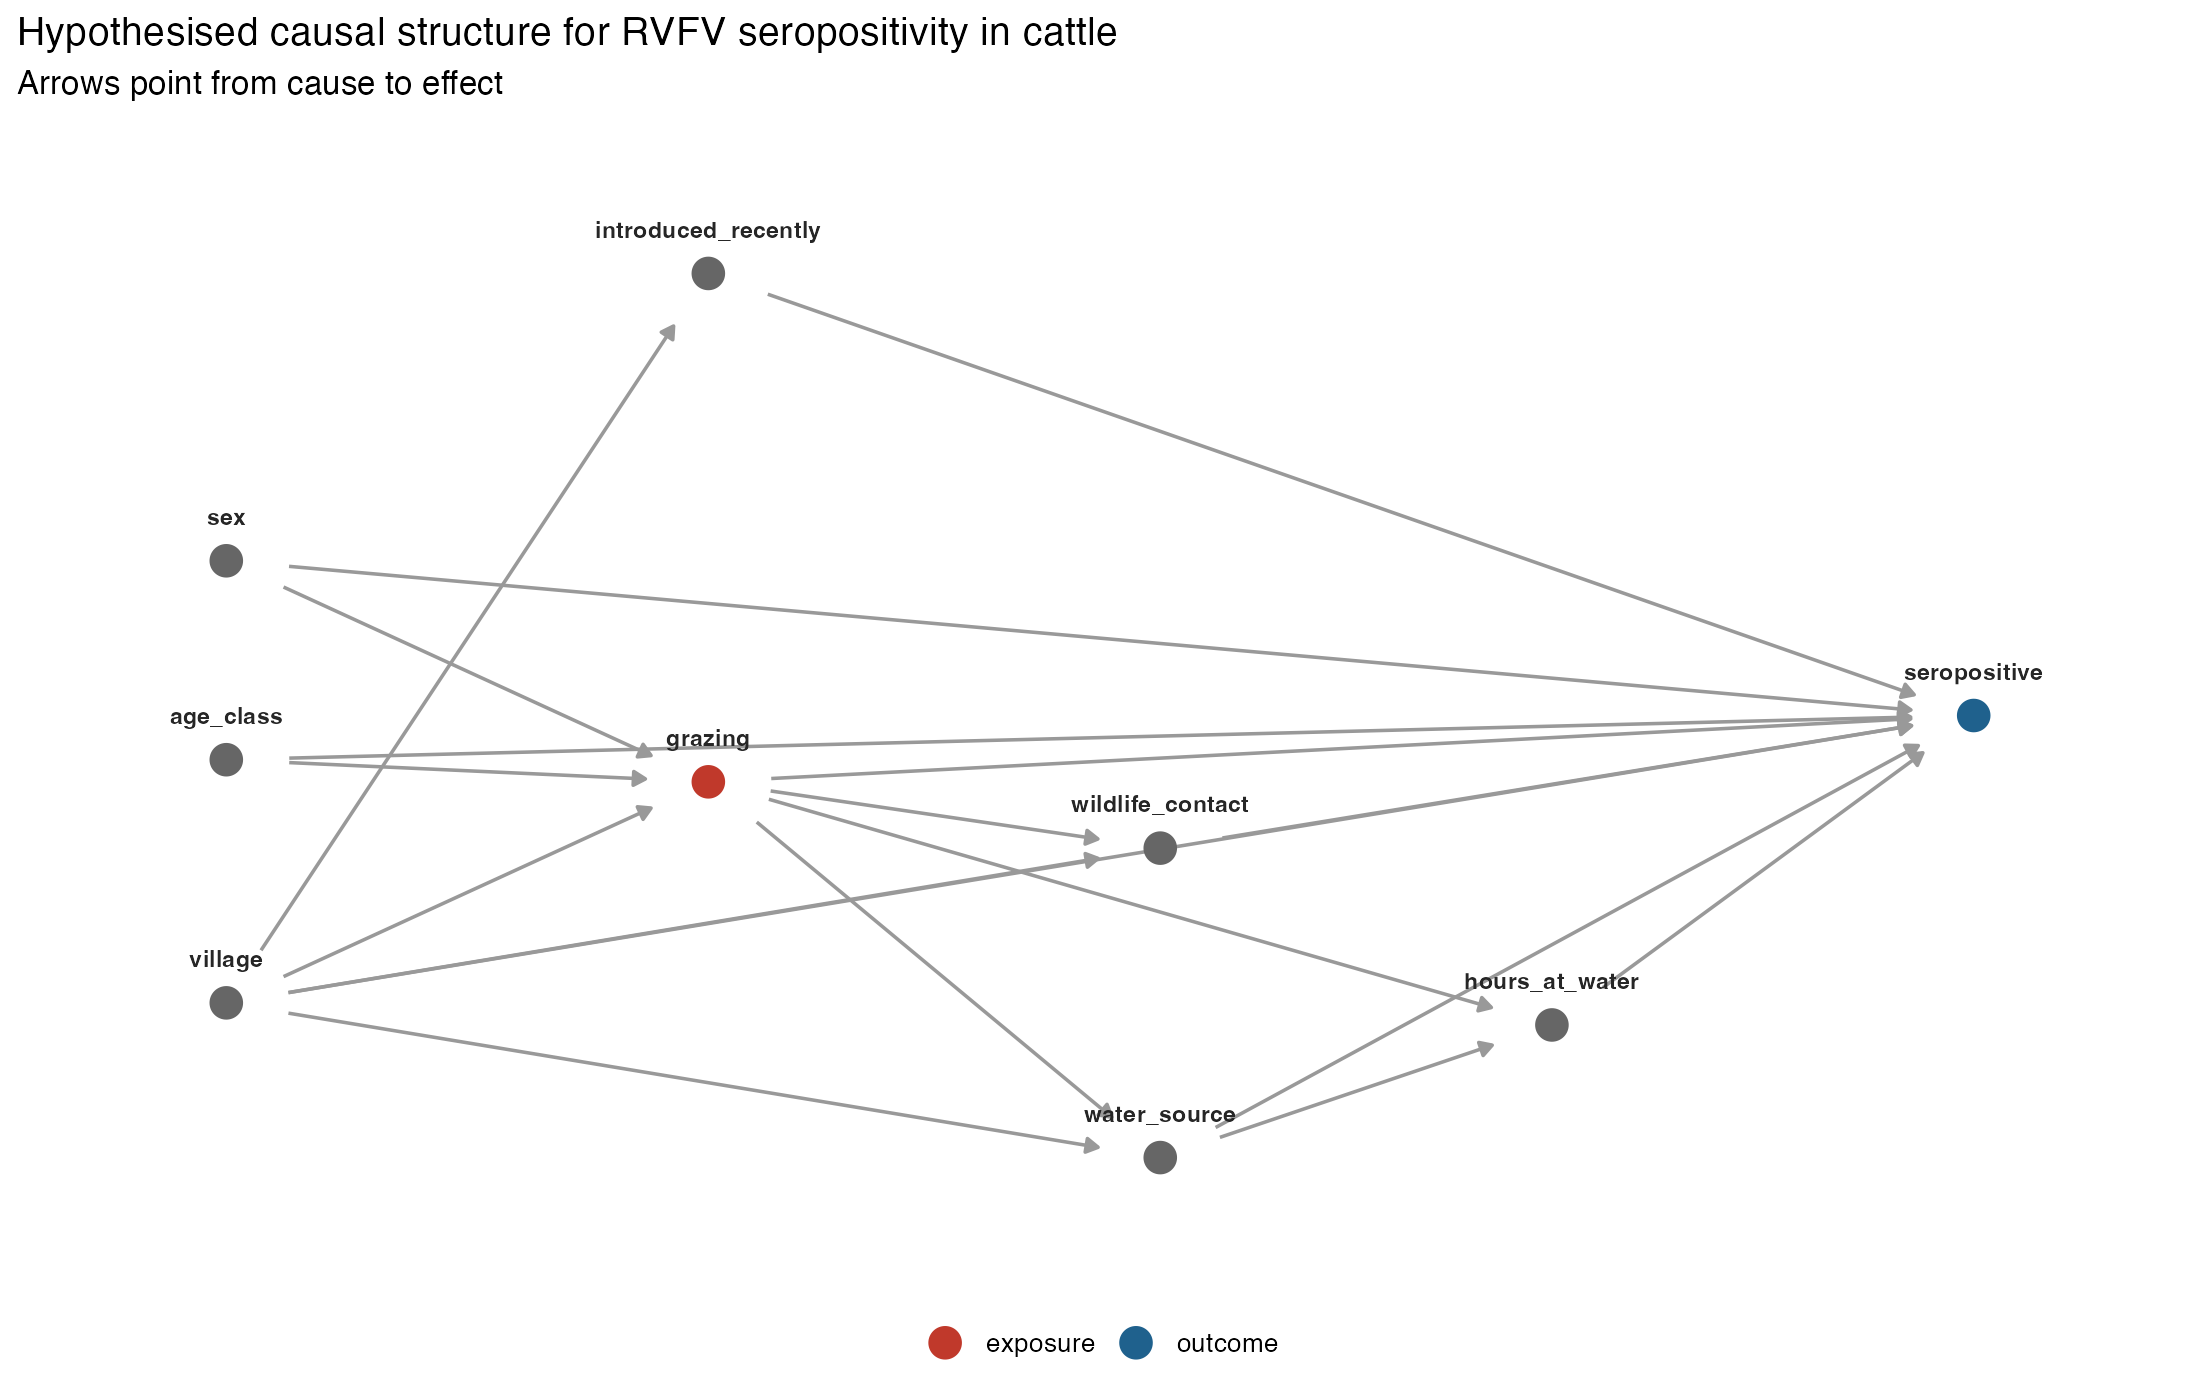 Hypothesised causal structure for RVFV seropositivity in cattle
Arrows point from cause to effect
introduced_recently
sex
seropositive
age_class
grazing
wildlife_contact
village
hours_at_water
water_source
exposure
outcome